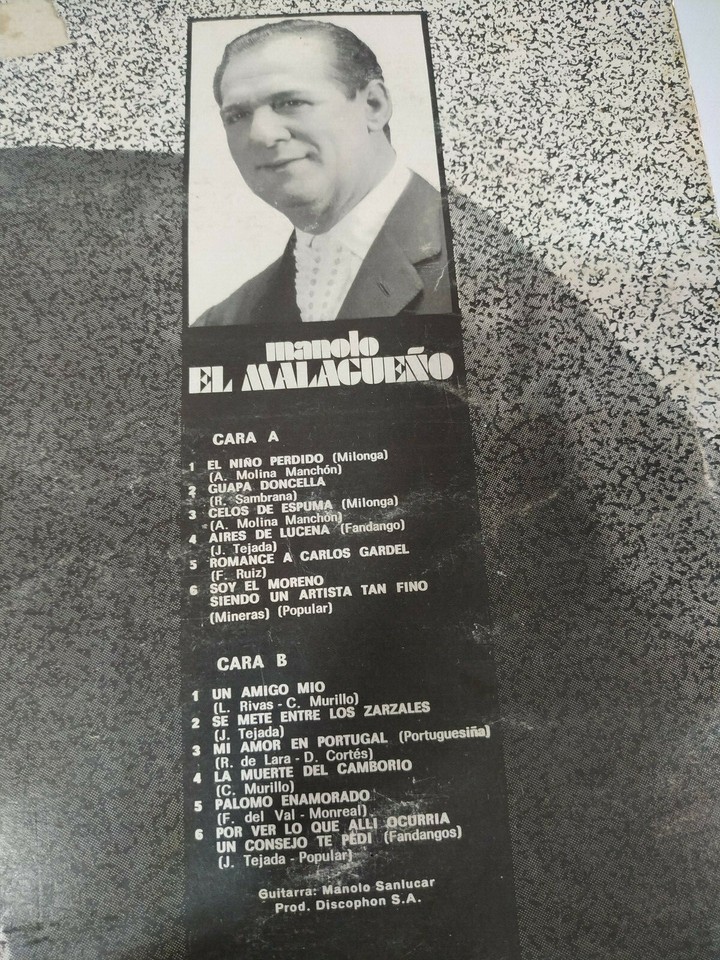 manolo
EL MALAGUEÑO
CARA A
1 EL NIÑO PERDIDO (Milonga)
(A. Molina Manchón)
2 GUAPA DONCELLA
(R. Sambrana)
3 CELOS DE ESPUMA (Milonga)
(A. Molina Manchón)
4 AIRES DE LUCENA (Fandango)
(J. Tejada)
5 ROMANCE A CARLOS GARDEL
(F. Ruiz)
6 SOY EL MORENO
SIENDO UN ARTISTA TAN FINO
(Mineras) (Popular)
CARA B
1 UN AMIGO MIO
(L. Rivas - C. Murillo)
2 SE METE ENTRE LOS ZARZALES
(J. Tejada)
3 MI AMOR EN PORTUGAL (Portuguesiña)
(R. de Lara - D. Cortés)
4 LA MUERTE DEL CAMBORIO
(C. Murillo)
5 PALOMO ENAMORADO
(F. del Val - Monreal)
6 POR VER LO QUE ALLI OCURRIA
UN CONSEJO TE PEDI (Fandangos)
(J. Tejada - Popular)
Guitarra: Manolo Sanlucar
Prod. Discophon S.A.